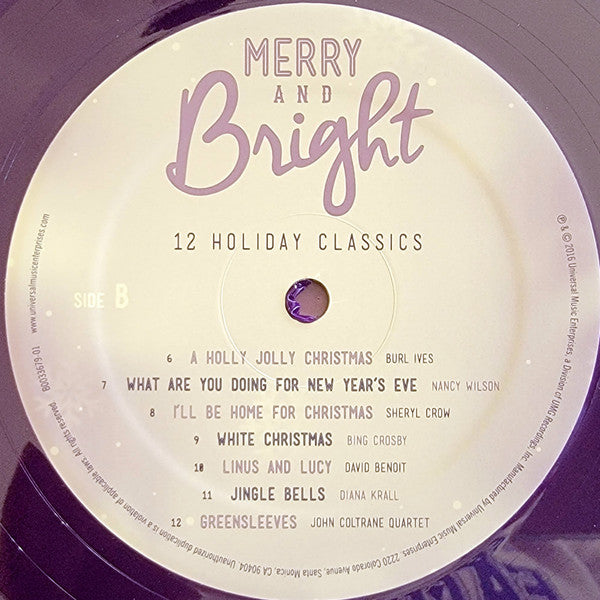 MERRY
AND
Bright
12 HOLIDAY CLASSICS
SIDE B
6 A HOLLY JOLLY CHRISTMAS BURL IVES
7 WHAT ARE YOU DOING FOR NEW YEAR'S EVE NANCY WILSON
8 I'LL BE HOME FOR CHRISTMAS SHERYL CROW
9 WHITE CHRISTMAS BING CROSBY
10 LINUS AND LUCY DAVID BENOIT
11 JINGLE BELLS DIANA KRALL
12 GREENSLEEVES JOHN COLTRANE QUARTET
℗ & © 2016 Universal Music Enterprises, a Division of UMG Recordings, Inc. Manufactured by Universal Music Enterprises 2220 Colorado Avenue, Santa Monica, CA 90404. Unauthorized duplication is a violation of applicable laws. All rights reserved.
B0033579-01
www.universalmusicenterprises.com